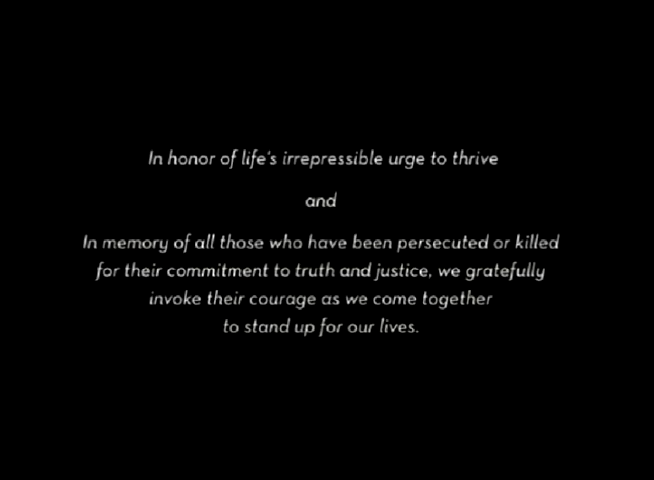 In honor of life's irrepressible urge to thrive
and
In memory of all those who have been persecuted or killed
for their commitment to truth and justice, we gratefully
invoke their courage as we come together
to stand up for our lives.